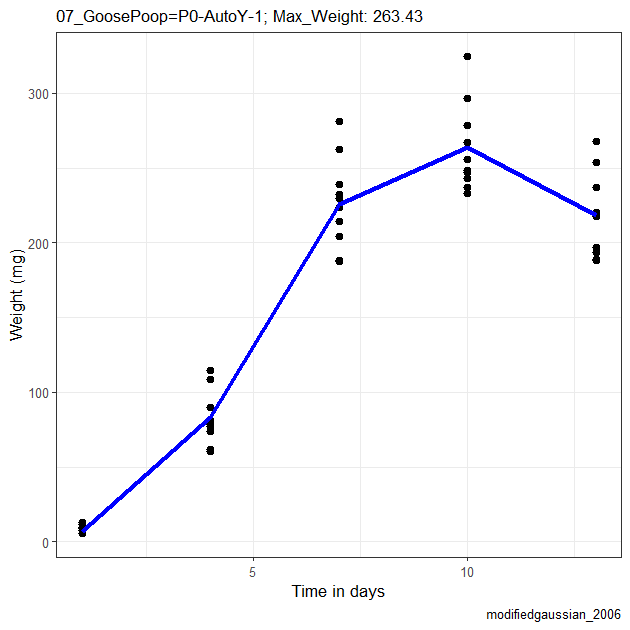 07_GoosePoop=P0-AutoY-1; Max_Weight: 263.43
300
200
100
0
Weight (mg)
5 10
Time in days
modifiedgaussian_2006